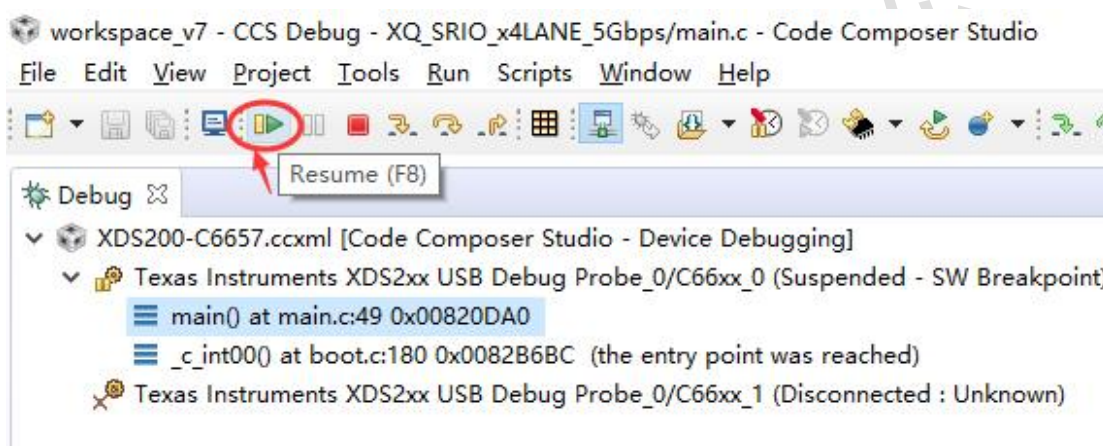 workspace_v7 - CCS Debug - XQ_SRIO_x4LANE_5Gbps/main.c - Code Composer Studio
File Edit View Project Tools Run Scripts Window Help
Resume (F8)
Debug
XDS200-C6657.ccxml [Code Composer Studio - Device Debugging]
Texas Instruments XDS2xx USB Debug Probe_0/C66xx_0 (Suspended - SW Breakpoint)
main() at main.c:49 0x00820DA0
_c_int00() at boot.c:180 0x0082B6BC (the entry point was reached)
Texas Instruments XDS2xx USB Debug Probe_0/C66xx_1 (Disconnected : Unknown)